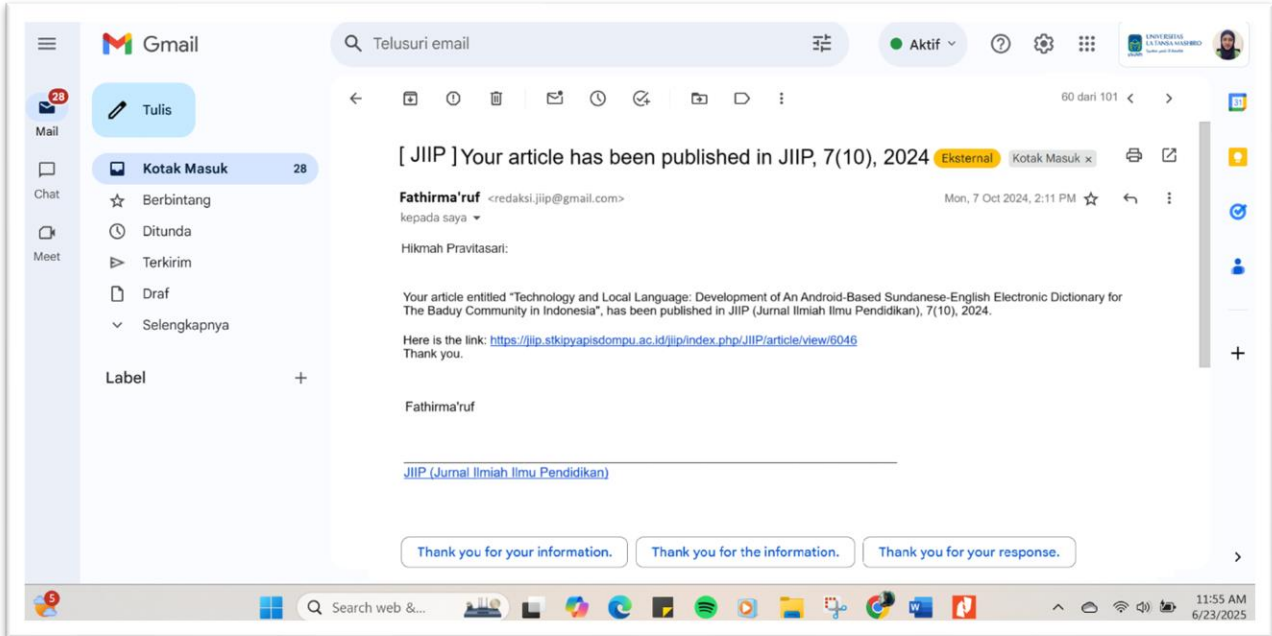 Gmail
Telusuri email
Aktif
UNIVERSITAS
LA TANSA MASHIRO
28
Mail
Chat
Meet
Tulis
Kotak Masuk 28
Berbintang
Ditunda
Terkirim
Draf
Selengkapnya
Label
60 dari 101
31
[ JIIP ] Your article has been published in JIIP, 7(10), 2024 Eksternal Kotak Masuk ×
Fathirma'ruf <redaksi.jiip@gmail.com> Mon, 7 Oct 2024, 2:11 PM
kepada saya
Hikmah Pravitasari:
Your article entitled "Technology and Local Language: Development of An Android-Based Sundanese-English Electronic Dictionary for
The Baduy Community in Indonesia", has been published in JIIP (Jurnal Ilmiah Ilmu Pendidikan), 7(10), 2024.
Here is the link: https://jiip.stkipyapisdompu.ac.id/jiip/index.php/JIIP/article/view/6046
Thank you.
Fathirma'ruf
JIIP (Jurnal Ilmiah Ilmu Pendidikan)
Thank you for your information. Thank you for the information. Thank you for your response.
5
Search web &...
11:55 AM
6/23/2025